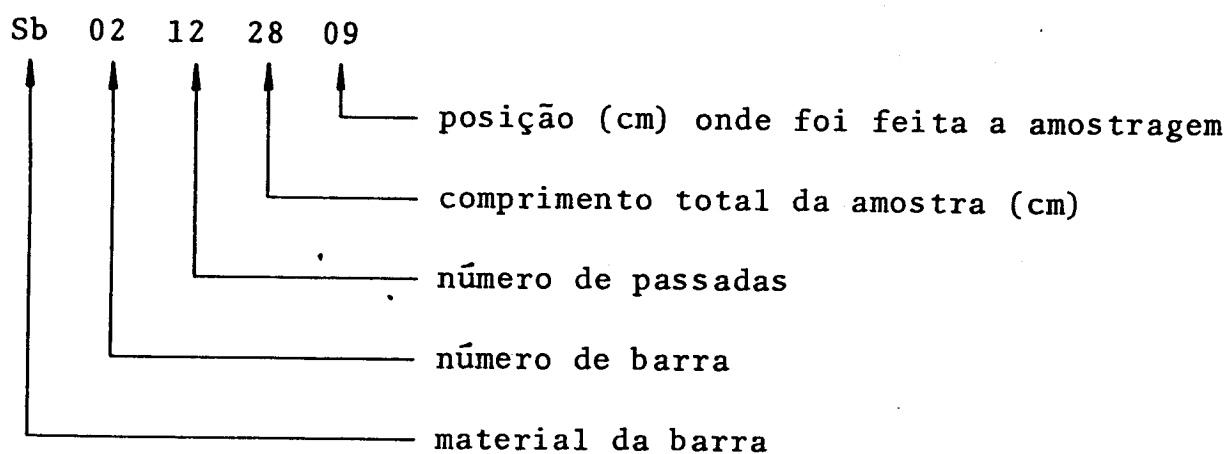 Sb 02 12 28 09
posição (cm) onde foi feita a amostragem
comprimento total da amostra (cm)
número de passadas
número de barra
material da barra